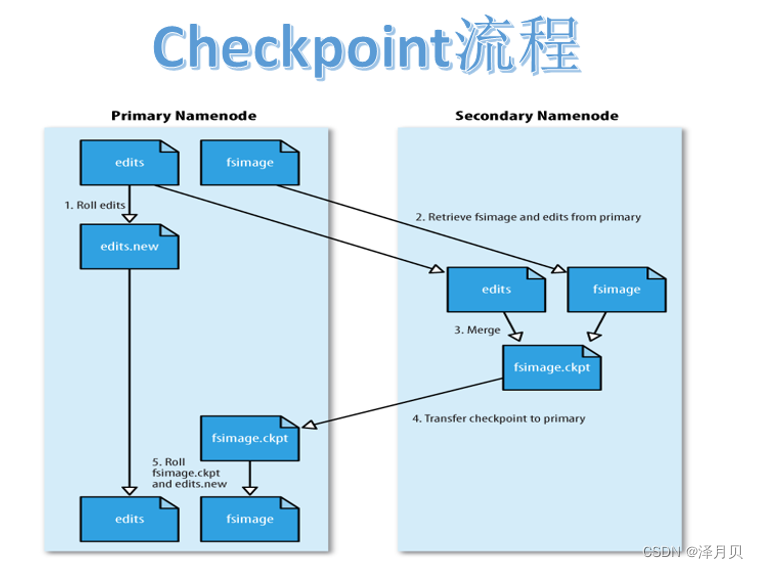 Checkpoint流程
Primary Namenode
Secondary Namenode
edits
fsimage
1. Roll edits
2. Retrieve fsimage and edits from primary
edits.new
edits
fsimage
3. Merge
fsimage.ckpt
4. Transfer checkpoint to primary
fsimage.ckpt
5. Roll
fsimage.ckpt
and edits.new
edits
fsimage
CSDN @泽月贝